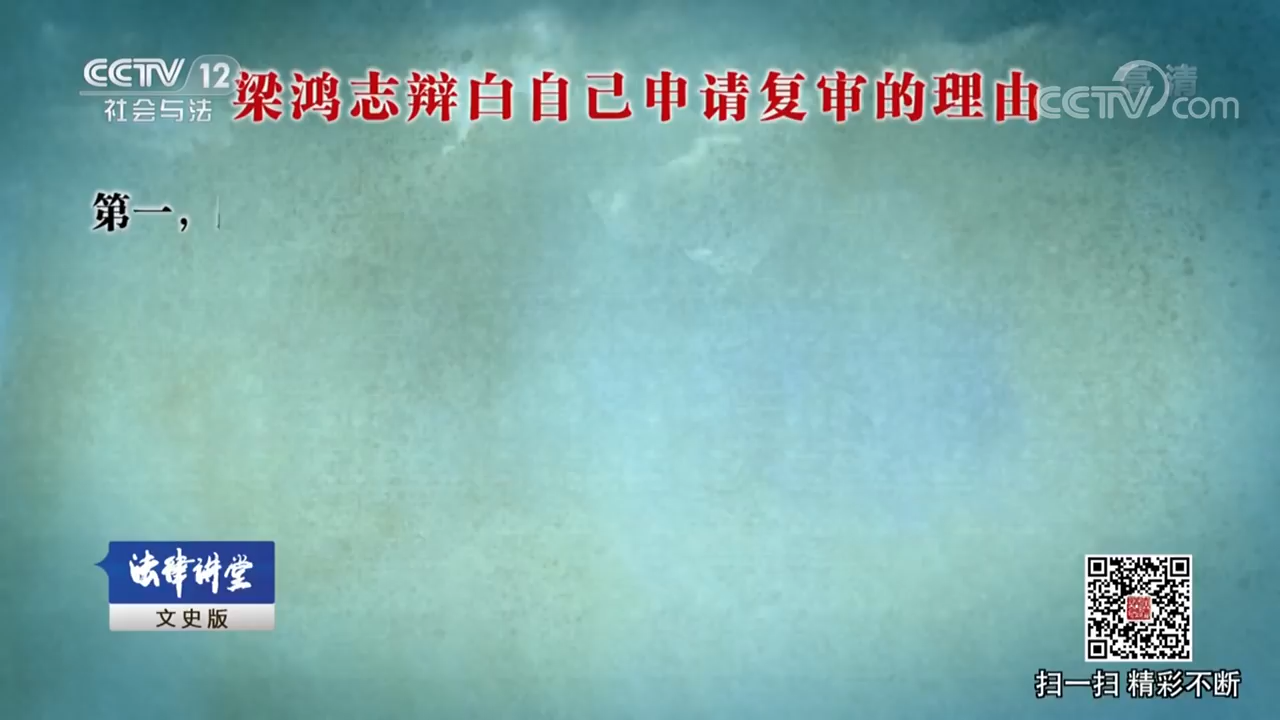 CCTV 12
社会与法
梁鸿志辩白自己申请复审的理由
高清
CCTV.com
第一，
法律讲堂
文史版
扫一扫 精彩不断